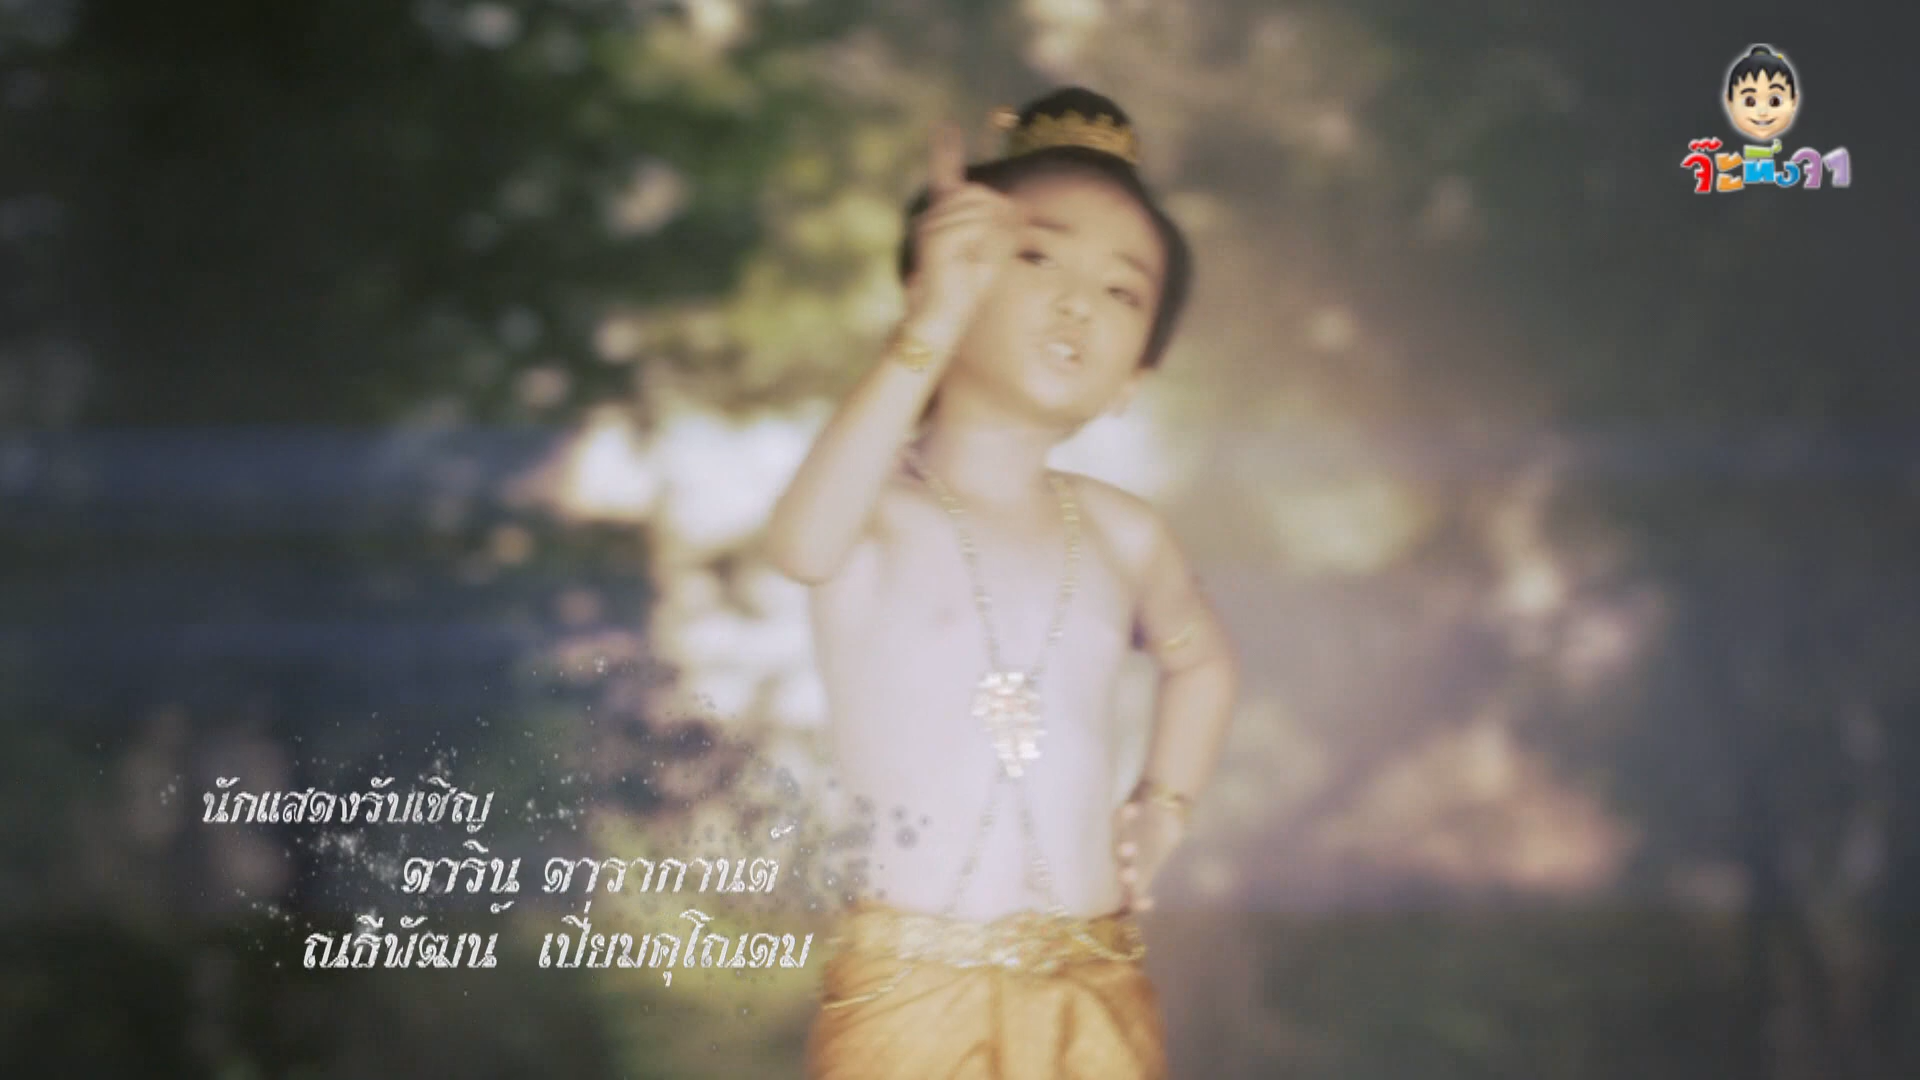 จ๊ะทิงจา
นักแสดงรับเชิญ
ดาริน ดารากานต์
ณธีพัฒน์ เปี่ยมคุโณดม